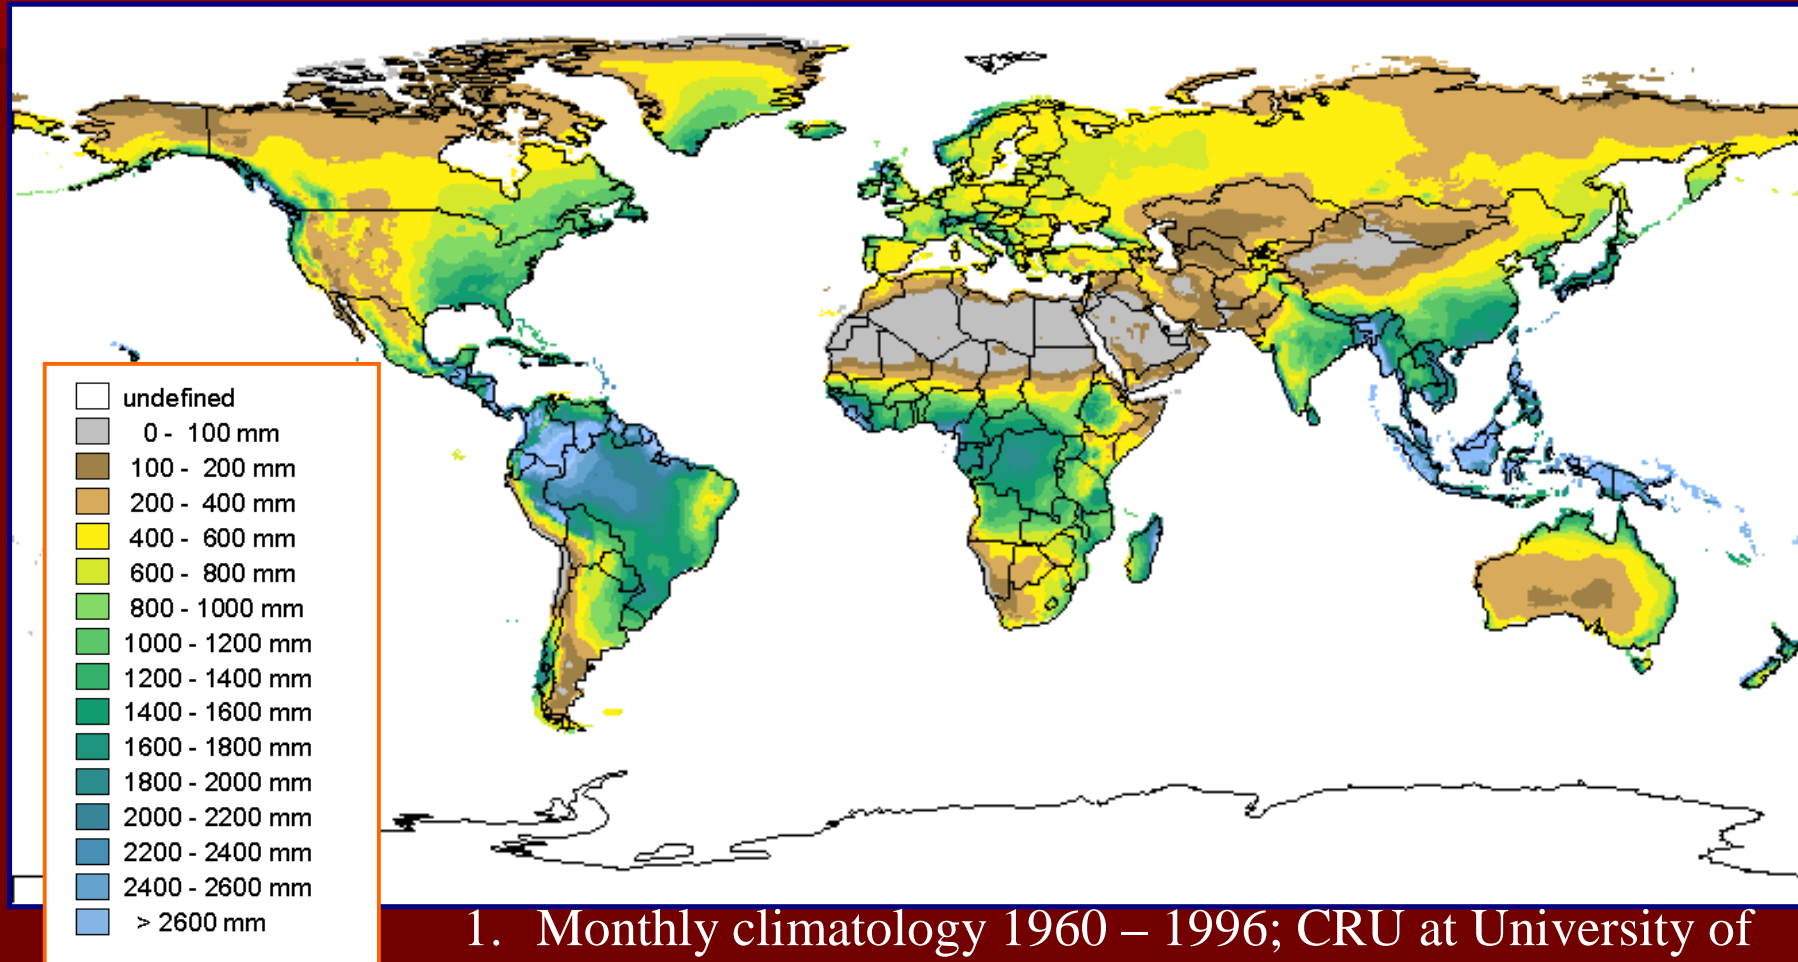 undefined
0 - 100 mm
100 - 200 mm
200 - 400 mm
400 - 600 mm
600 - 800 mm
800 - 1000 mm
1000 - 1200 mm
1200 - 1400 mm
1400 - 1600 mm
1600 - 1800 mm
1800 - 2000 mm
2000 - 2200 mm
2200 - 2400 mm
2400 - 2600 mm
> 2600 mm
1. Monthly climatology 1960 – 1996; CRU at University of